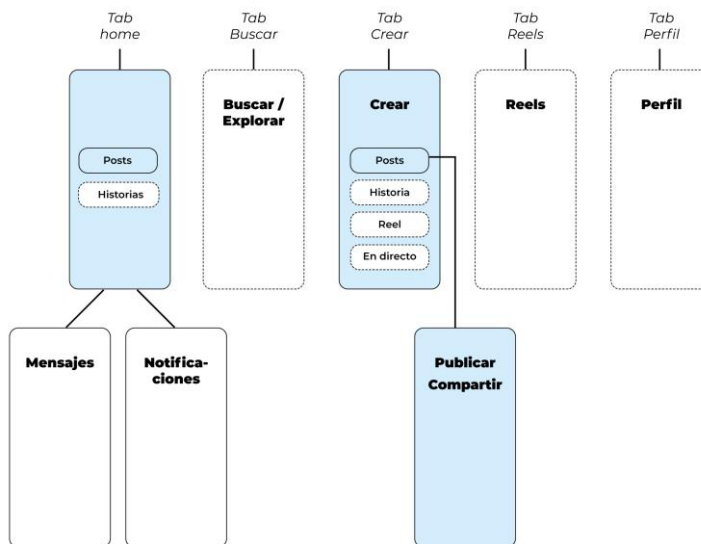 Tab
home
Tab
Buscar
Tab
Crear
Tab
Reels
Tab
Perfil
Buscar /
Explorar
Crear
Reels
Perfil
Posts
Historias
Posts
Historia
Reel
En directo
Mensajes
Notifica-
ciones
Publicar
Compartir